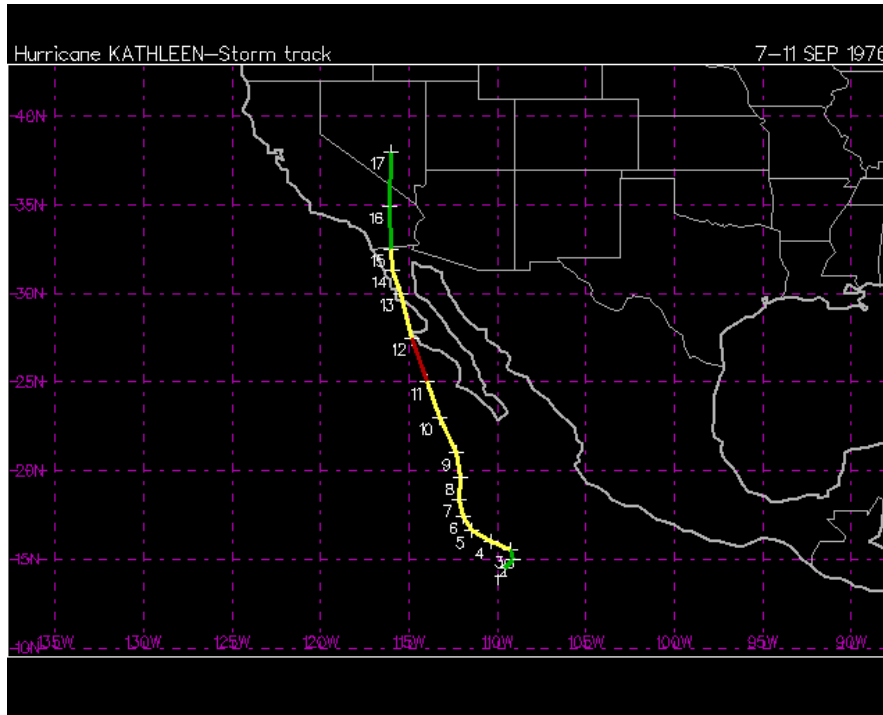 Hurricane KATHLEEN—Storm track
7–11 SEP 1976
40N
17
35N
16
15
30N
14
13
12
25N
11
10
20N
9
8
7
6
5
4
3
15N
10N
135W
130W
125W
120W
115W
110W
105W
100W
95W
90W